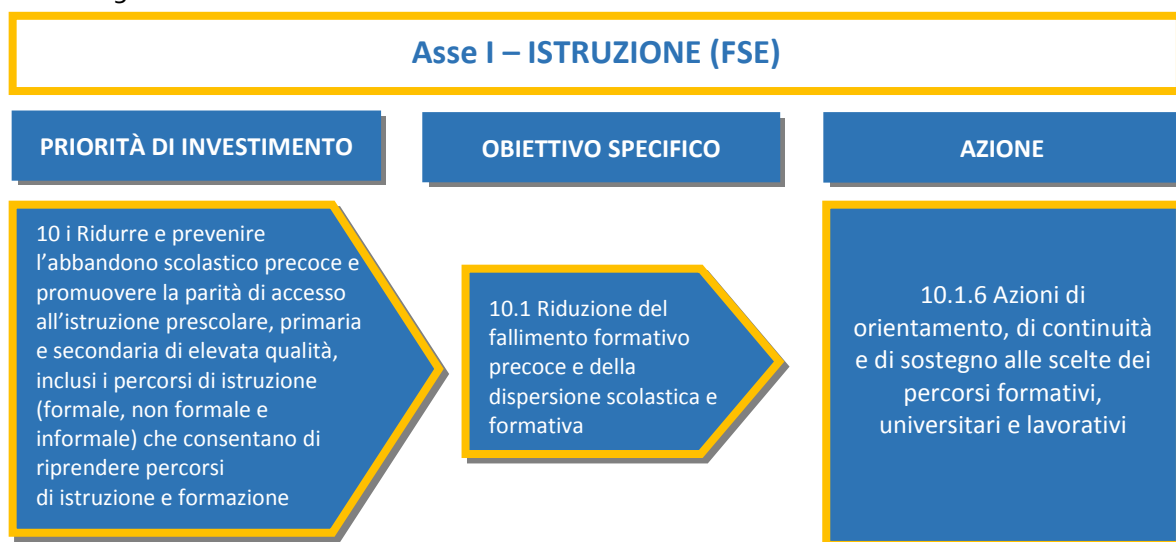 Asse I – ISTRUZIONE (FSE)
PRIORITÀ DI INVESTIMENTO
OBIETTIVO SPECIFICO
AZIONE
10 i Ridurre e prevenire
l’abbandono scolastico precoce e
promuovere la parità di accesso
all’istruzione prescolare, primaria
e secondaria di elevata qualità,
inclusi i percorsi di istruzione
(formale, non formale e
informale) che consentano di
riprendere percorsi
di istruzione e formazione
10.1 Riduzione del
fallimento formativo
precoce e della
dispersione scolastica e
formativa
10.1.6 Azioni di
orientamento, di continuità
e di sostegno alle scelte dei
percorsi formativi,
universitari e lavorativi